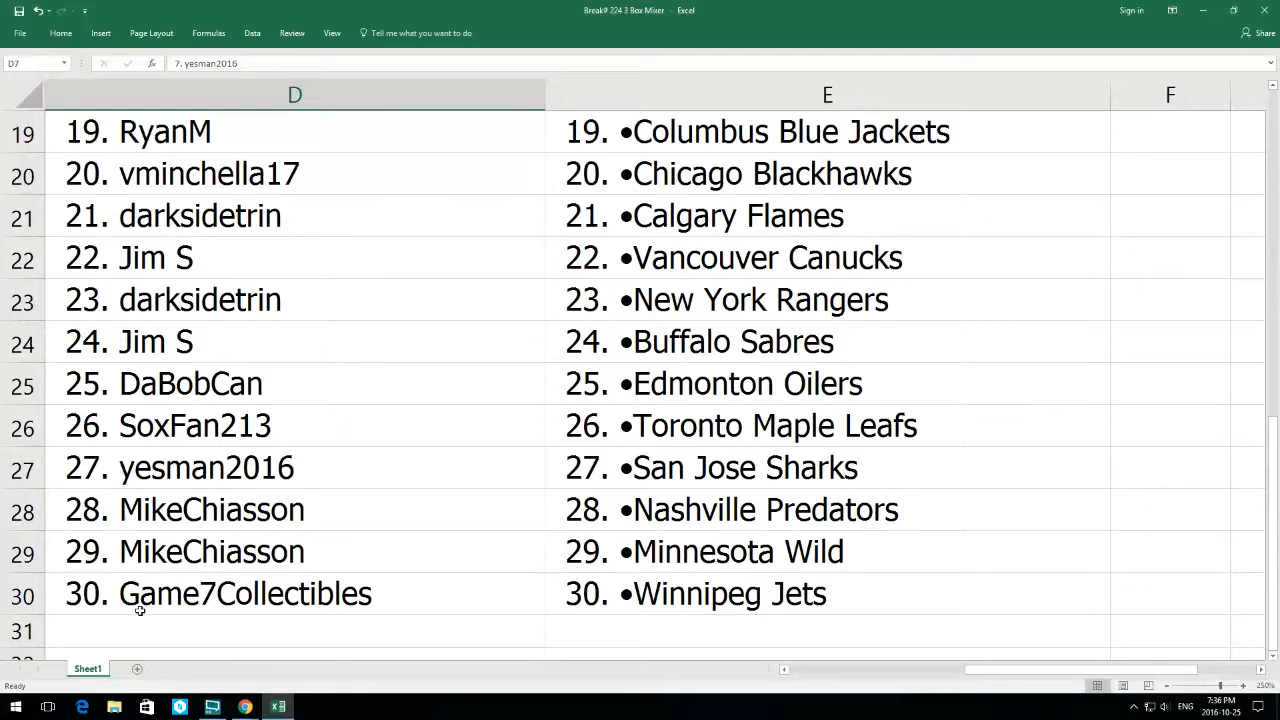 Break# 224 3 Box Mixer - Excel
Sign in
File Home Insert Page Layout Formulas Data Review View Tell me what you want to do Share
D7 fx 7. yesman2016
D E F
19 19. RyanM 19. •Columbus Blue Jackets
20 20. vminchella17 20. •Chicago Blackhawks
21 21. darksidetrin 21. •Calgary Flames
22 22. Jim S 22. •Vancouver Canucks
23 23. darksidetrin 23. •New York Rangers
24 24. Jim S 24. •Buffalo Sabres
25 25. DaBobCan 25. •Edmonton Oilers
26 26. SoxFan213 26. •Toronto Maple Leafs
27 27. yesman2016 27. •San Jose Sharks
28 28. MikeChiasson 28. •Nashville Predators
29 29. MikeChiasson 29. •Minnesota Wild
30 30. Game7Collectibles 30. •Winnipeg Jets
31
Sheet1
Ready 250%
7:36 PM
2016-10-25